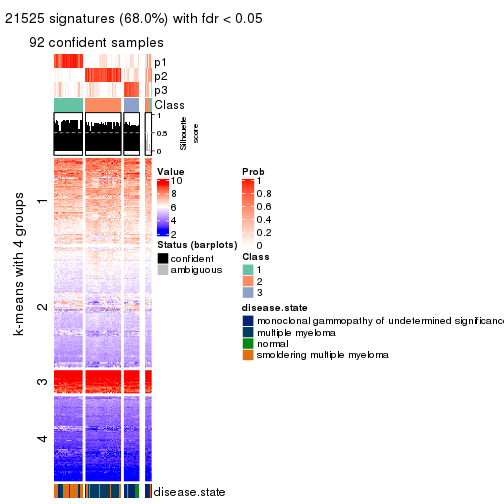 21525 signatures (68.0%) with fdr < 0.05
92 confident samples
p1
p2
p3
Class
1
0.5
0
Silhouette
score
k-means with 4 groups
1
2
3
4
disease.state
Value
10
8
6
4
2
Status (barplots)
confident
ambiguous
Prob
1
0.8
0.6
0.4
0.2
0
Class
1
2
3
disease.state
monoclonal gammopathy of undetermined significance
multiple myeloma
normal
smoldering multiple myeloma